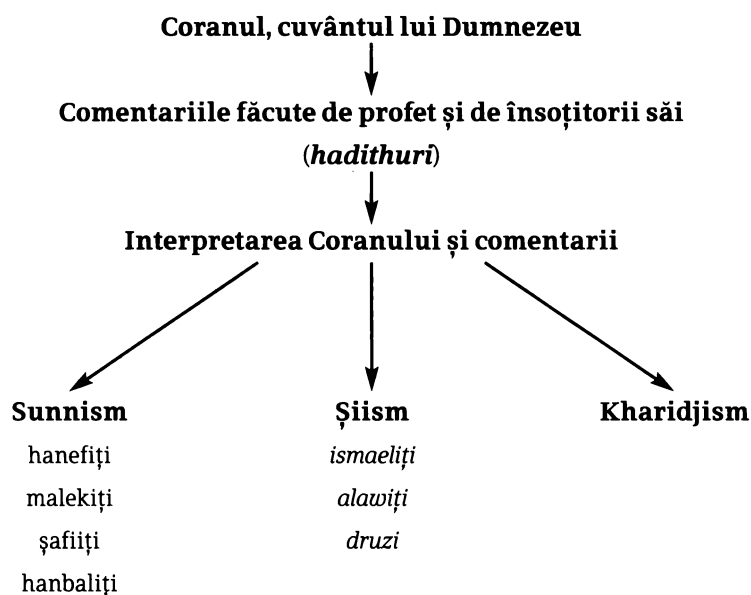 Coranul, cuvântul lui Dumnezeu
Comentariile făcute de profet și de însoțitorii săi
(hadithuri)
Interpretarea Coranului și comentarii
Sunnism
Șiism
Kharidjism
hanefiți
ismaeliți
malekiți
alawiți
șafiiți
druzi
hanbaliți